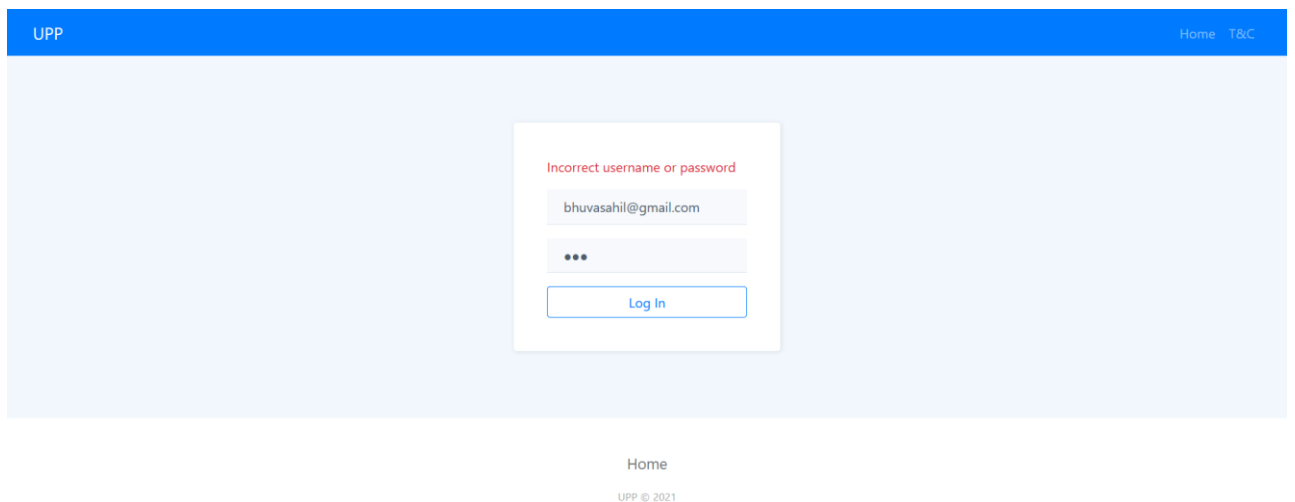 UPP
Home T&C
Incorrect username or password
bhuvasahil@gmail.com
●●●
Log In
Home
UPP © 2021